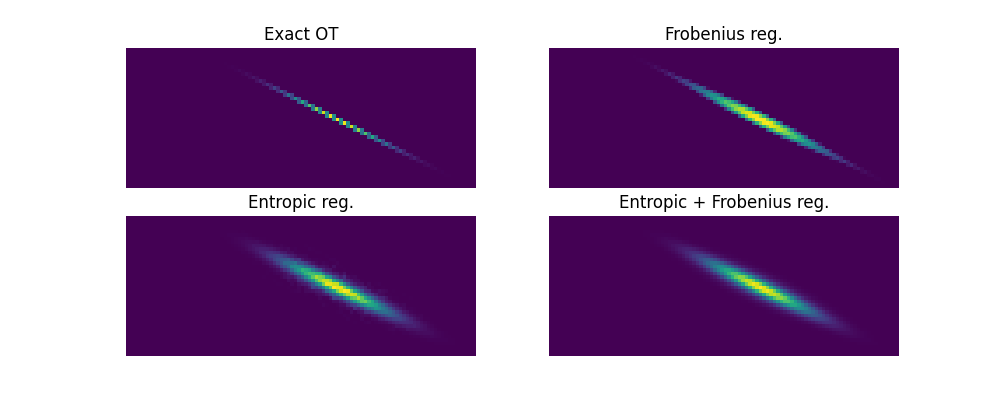 Exact OT
Frobenius reg.
Entropic reg.
Entropic + Frobenius reg.